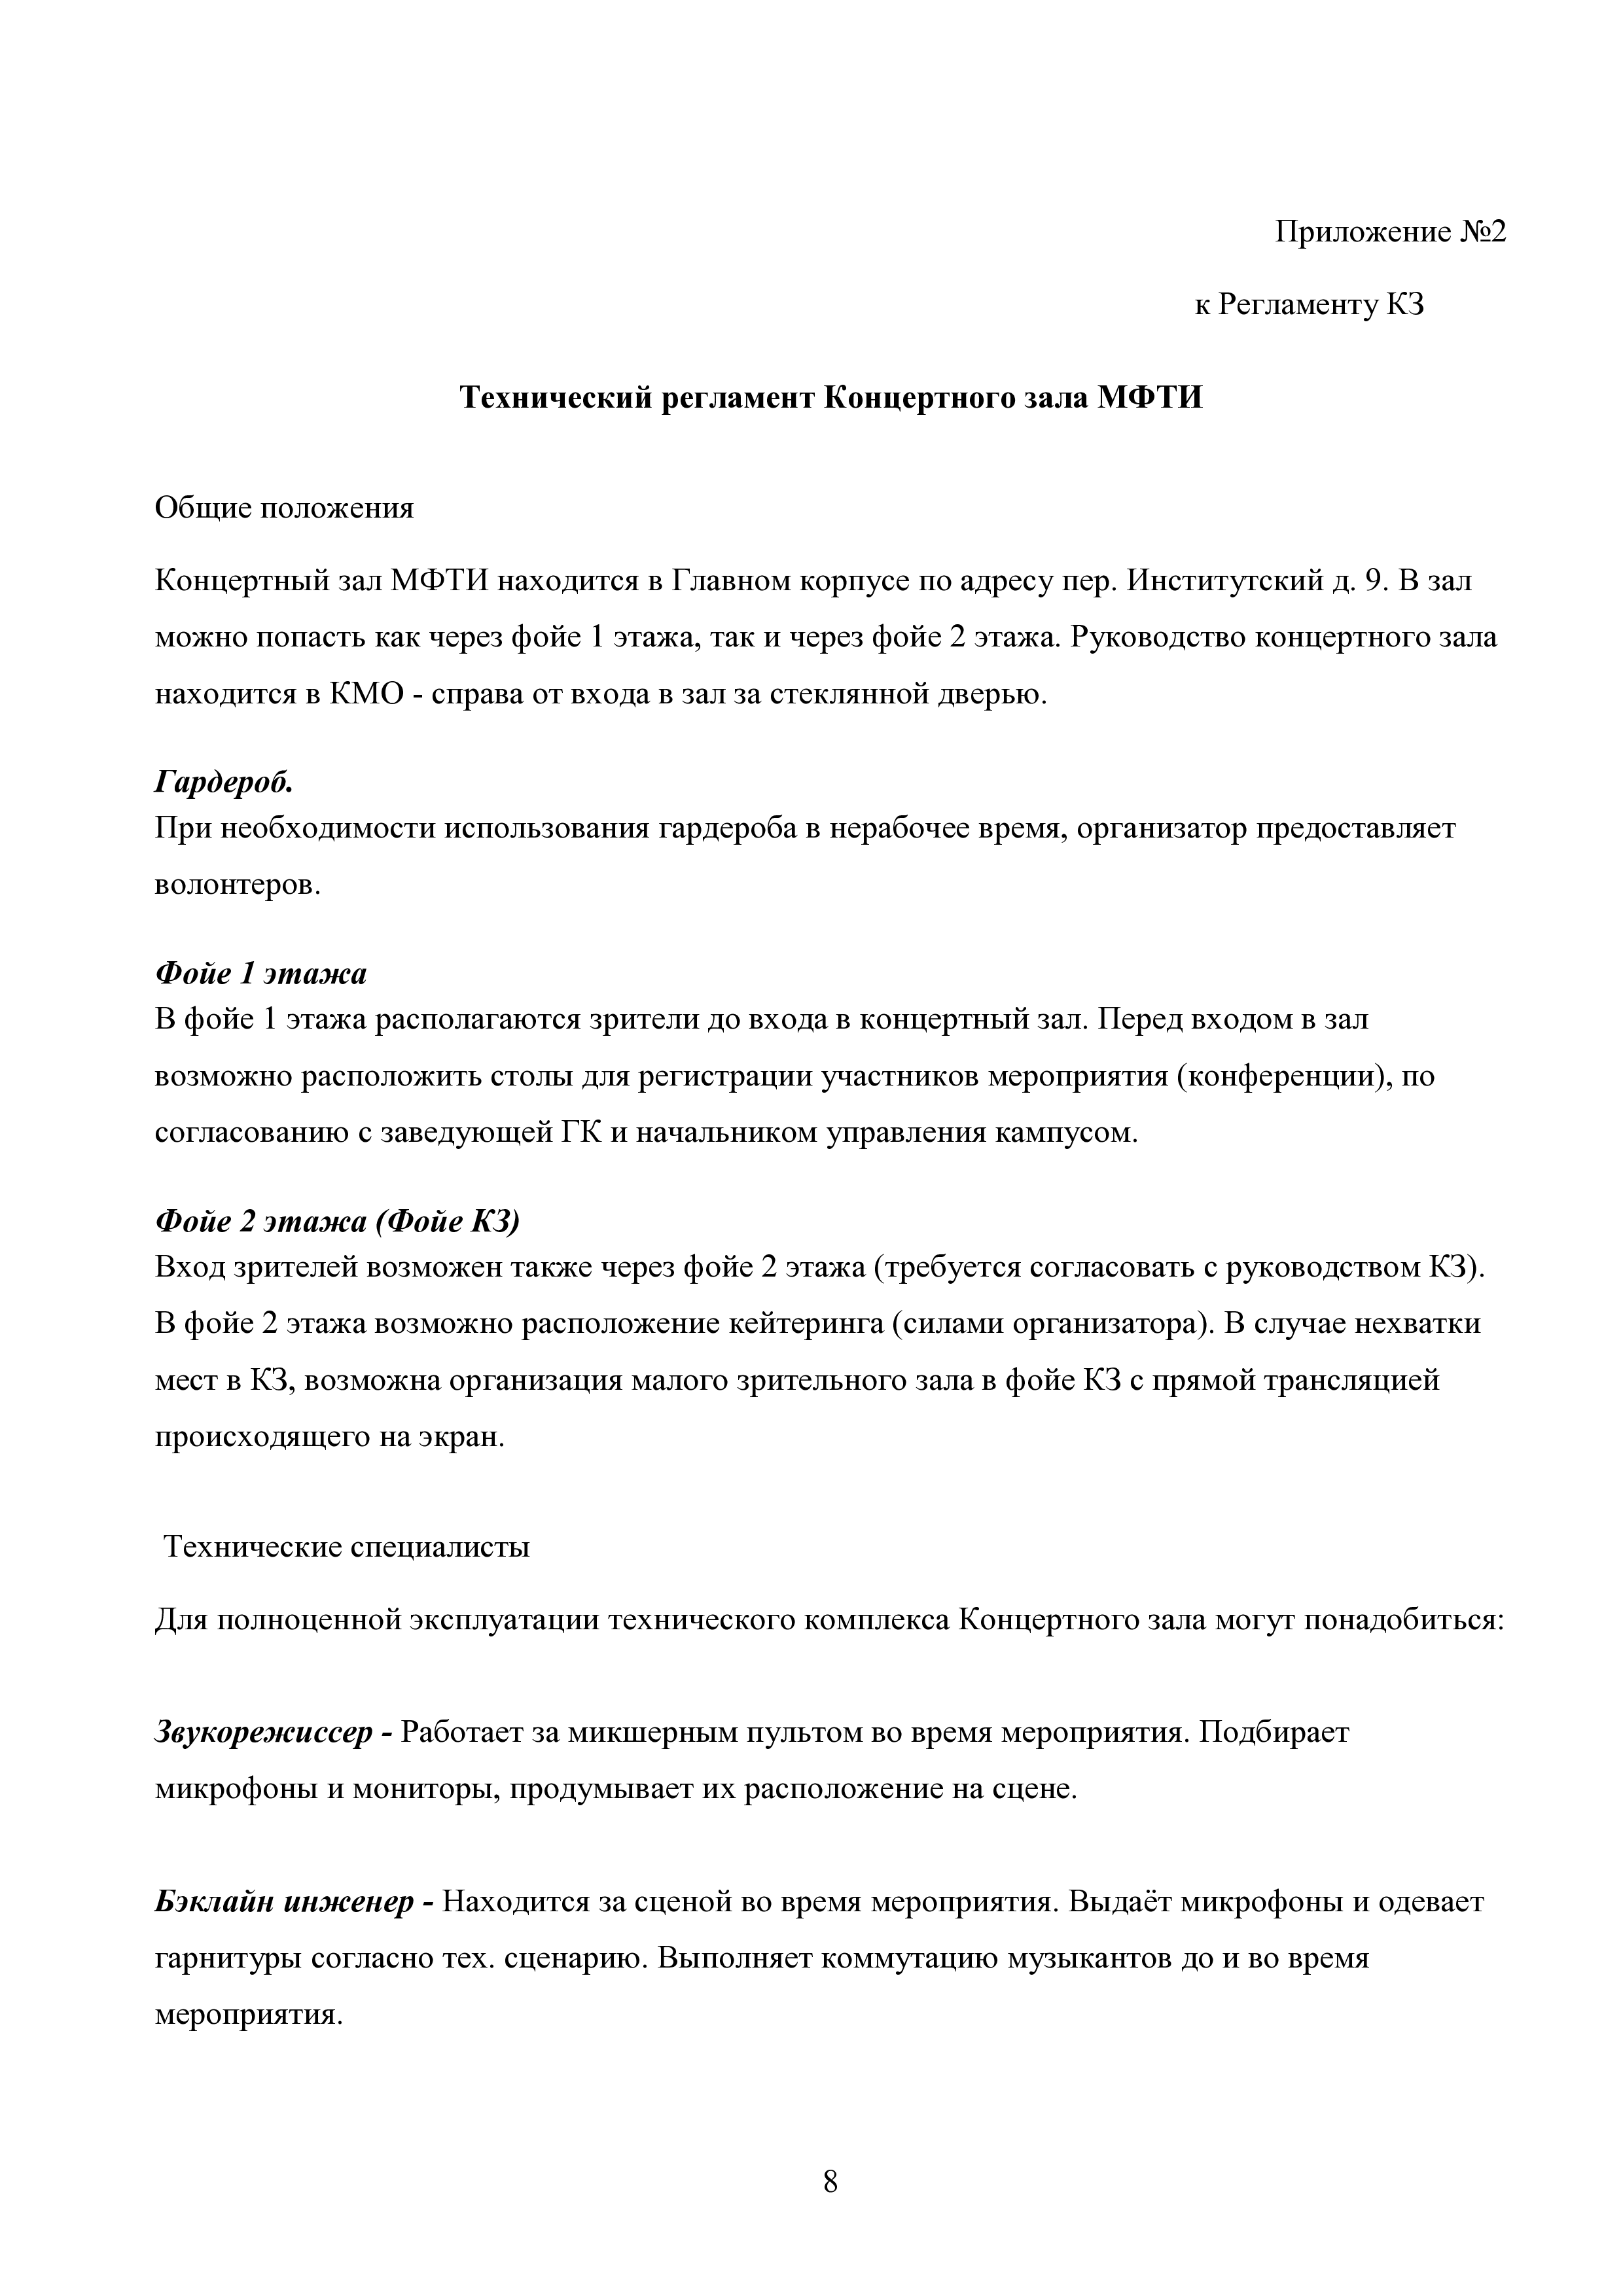 Приложение №2
к Регламенту КЗ
Технический регламент Концертного зала МФТИ
Общие положения
Концертный зал МФТИ находится в Главном корпусе по адресу пер. Институтский д. 9. В зал
можно попасть как через фойе 1 этажа, так и через фойе 2 этажа. Руководство концертного зала
находится в КМО - справа от входа в зал за стеклянной дверью.
Гардероб.
При необходимости использования гардероба в нерабочее время, организатор предоставляет
волонтеров.
Фойе 1 этажа
В фойе 1 этажа располагаются зрители до входа в концертный зал. Перед входом в зал
возможно расположить столы для регистрации участников мероприятия (конференции), по
согласованию с заведующей ГК и начальником управления кампусом.
Фойе 2 этажа (Фойе КЗ)
Вход зрителей возможен также через фойе 2 этажа (требуется согласовать с руководством КЗ).
В фойе 2 этажа возможно расположение кейтеринга (силами организатора). В случае нехватки
мест в КЗ, возможна организация малого зрительного зала в фойе КЗ с прямой трансляцией
происходящего на экран.
Технические специалисты
Для полноценной эксплуатации технического комплекса Концертного зала могут понадобиться:
Звукорежиссер - Работает за микшерным пультом во время мероприятия. Подбирает
микрофоны и мониторы, продумывает их расположение на сцене.
Бэклайн инженер - Находится за сценой во время мероприятия. Выдаёт микрофоны и одевает
гарнитуры согласно тех. сценарию. Выполняет коммутацию музыкантов до и во время
мероприятия.
8